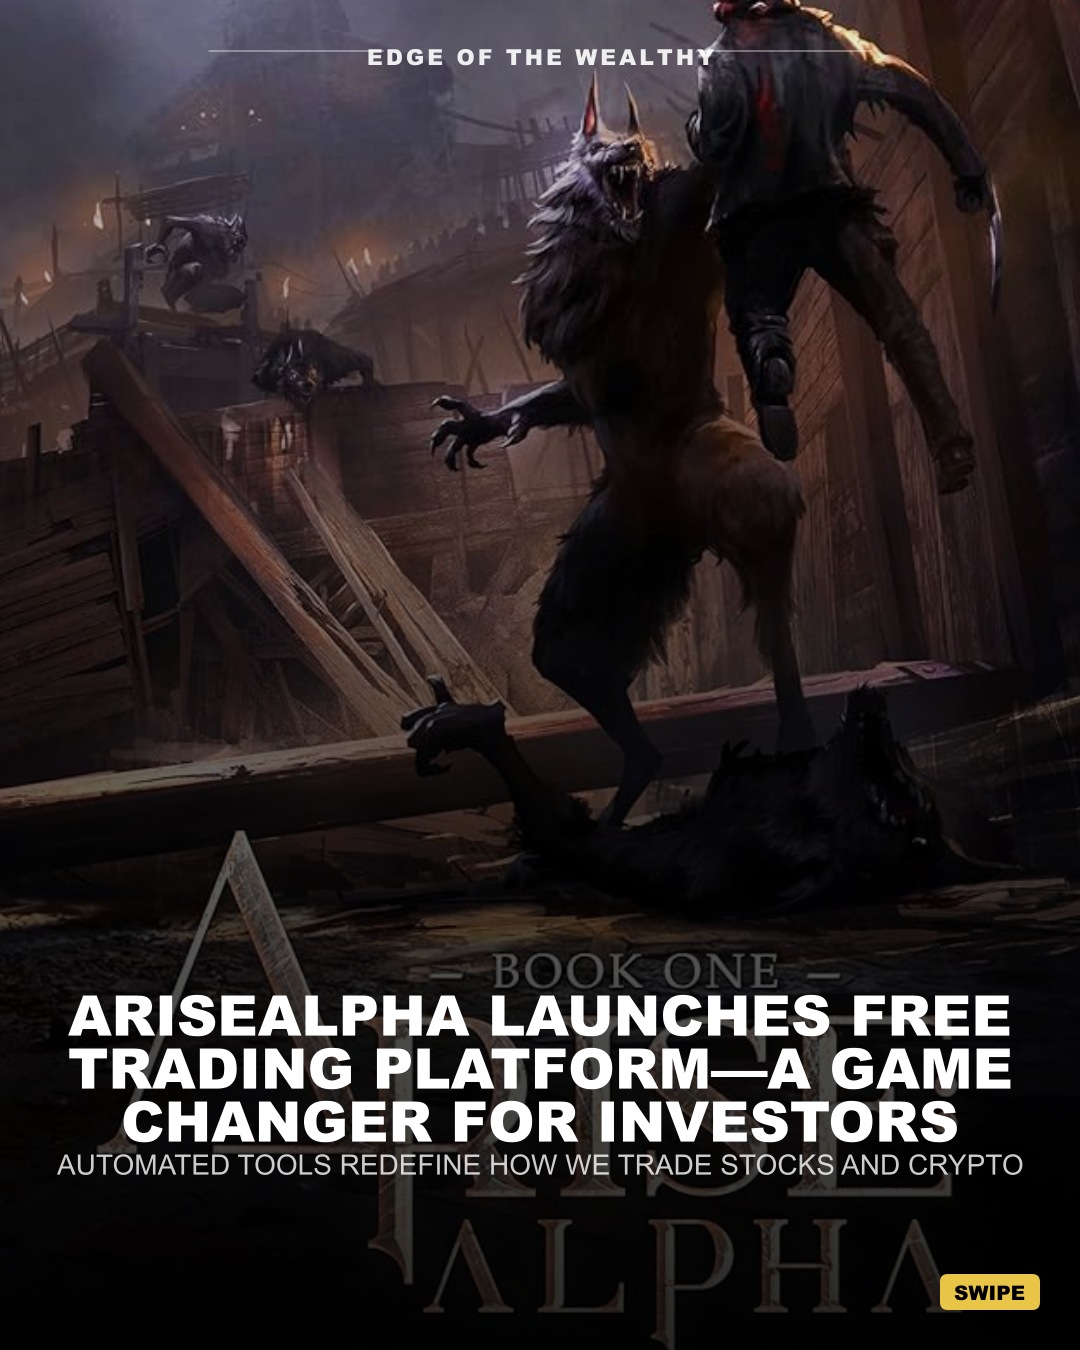 EDGE OF THE WEALTHY
– BOOK ONE –
ARISEALPHA LAUNCHES FREE
TRADING PLATFORM—A GAME
CHANGER FOR INVESTORS
AUTOMATED TOOLS REDEFINE HOW WE TRADE STOCKS AND CRYPTO
ARISE
ALPHA
SWIPE